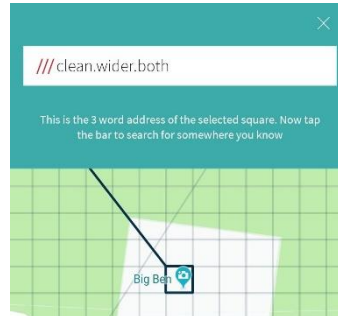 /// clean.wider.both
This is the 3 word address of the selected square. Now tap
the bar to search for somewhere you know
Big Ben